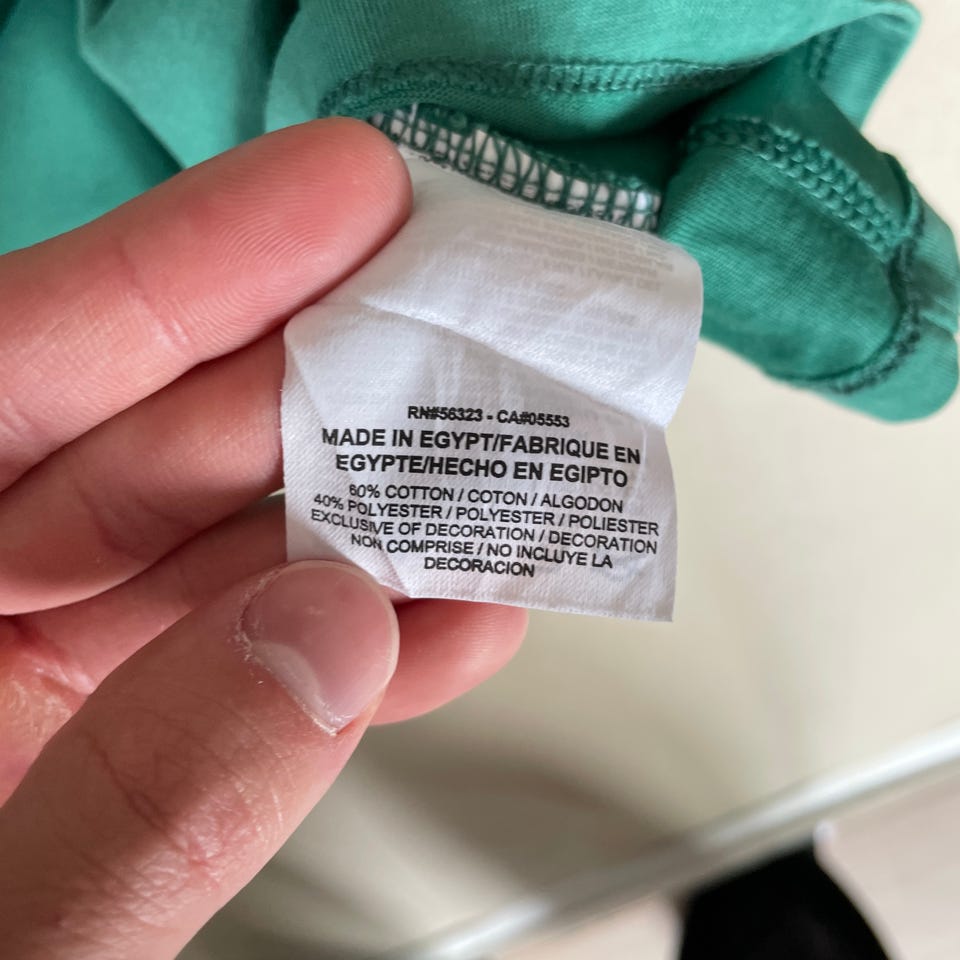 RN#56323 - CA#05553
MADE IN EGYPT/FABRIQUE EN
EGYPTE/HECHO EN EGIPTO
60% COTTON / COTON / ALGODON
40% POLYESTER / POLYESTER / POLIESTER
EXCLUSIVE OF DECORATION / DECORATION
NON COMPRISE / NO INCLUYE LA
DECORACION